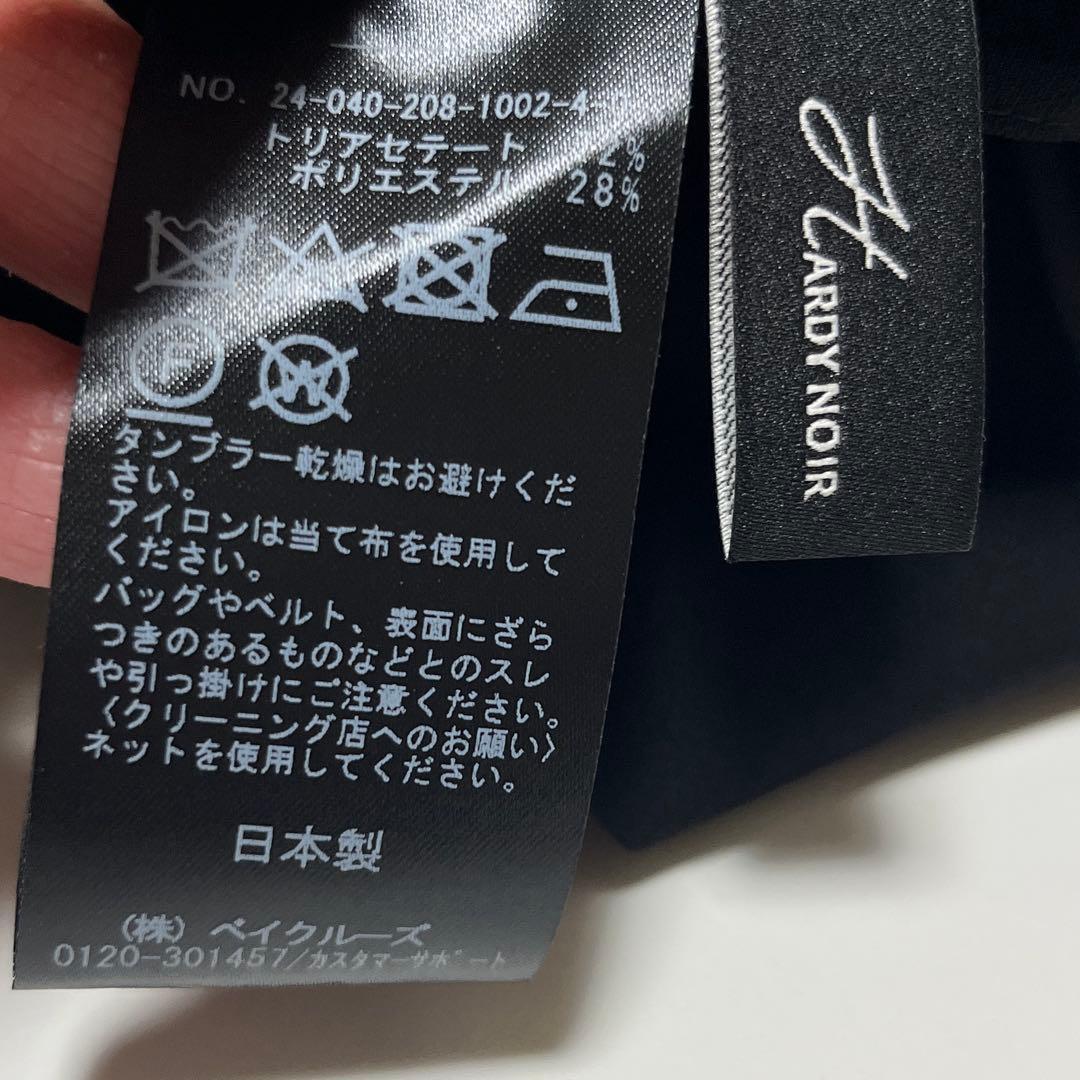 NO. 24-040-208-1002-4-
トリアセテート 2%
ポリエステル 28%
F
W
タンブラー乾燥はお避けくだ
さい。
アイロンは当て布を使用して
ください。
バッグやベルト、表面にざら
つきのあるものなどとのスレ
や引っ掛けにご注意ください。
〈クリーニング店へのお願い〉
ネットを使用してください。
日本製
(株) ベイクルーズ
0120-301457/カスタマーサポート
H
HARDY NOIR